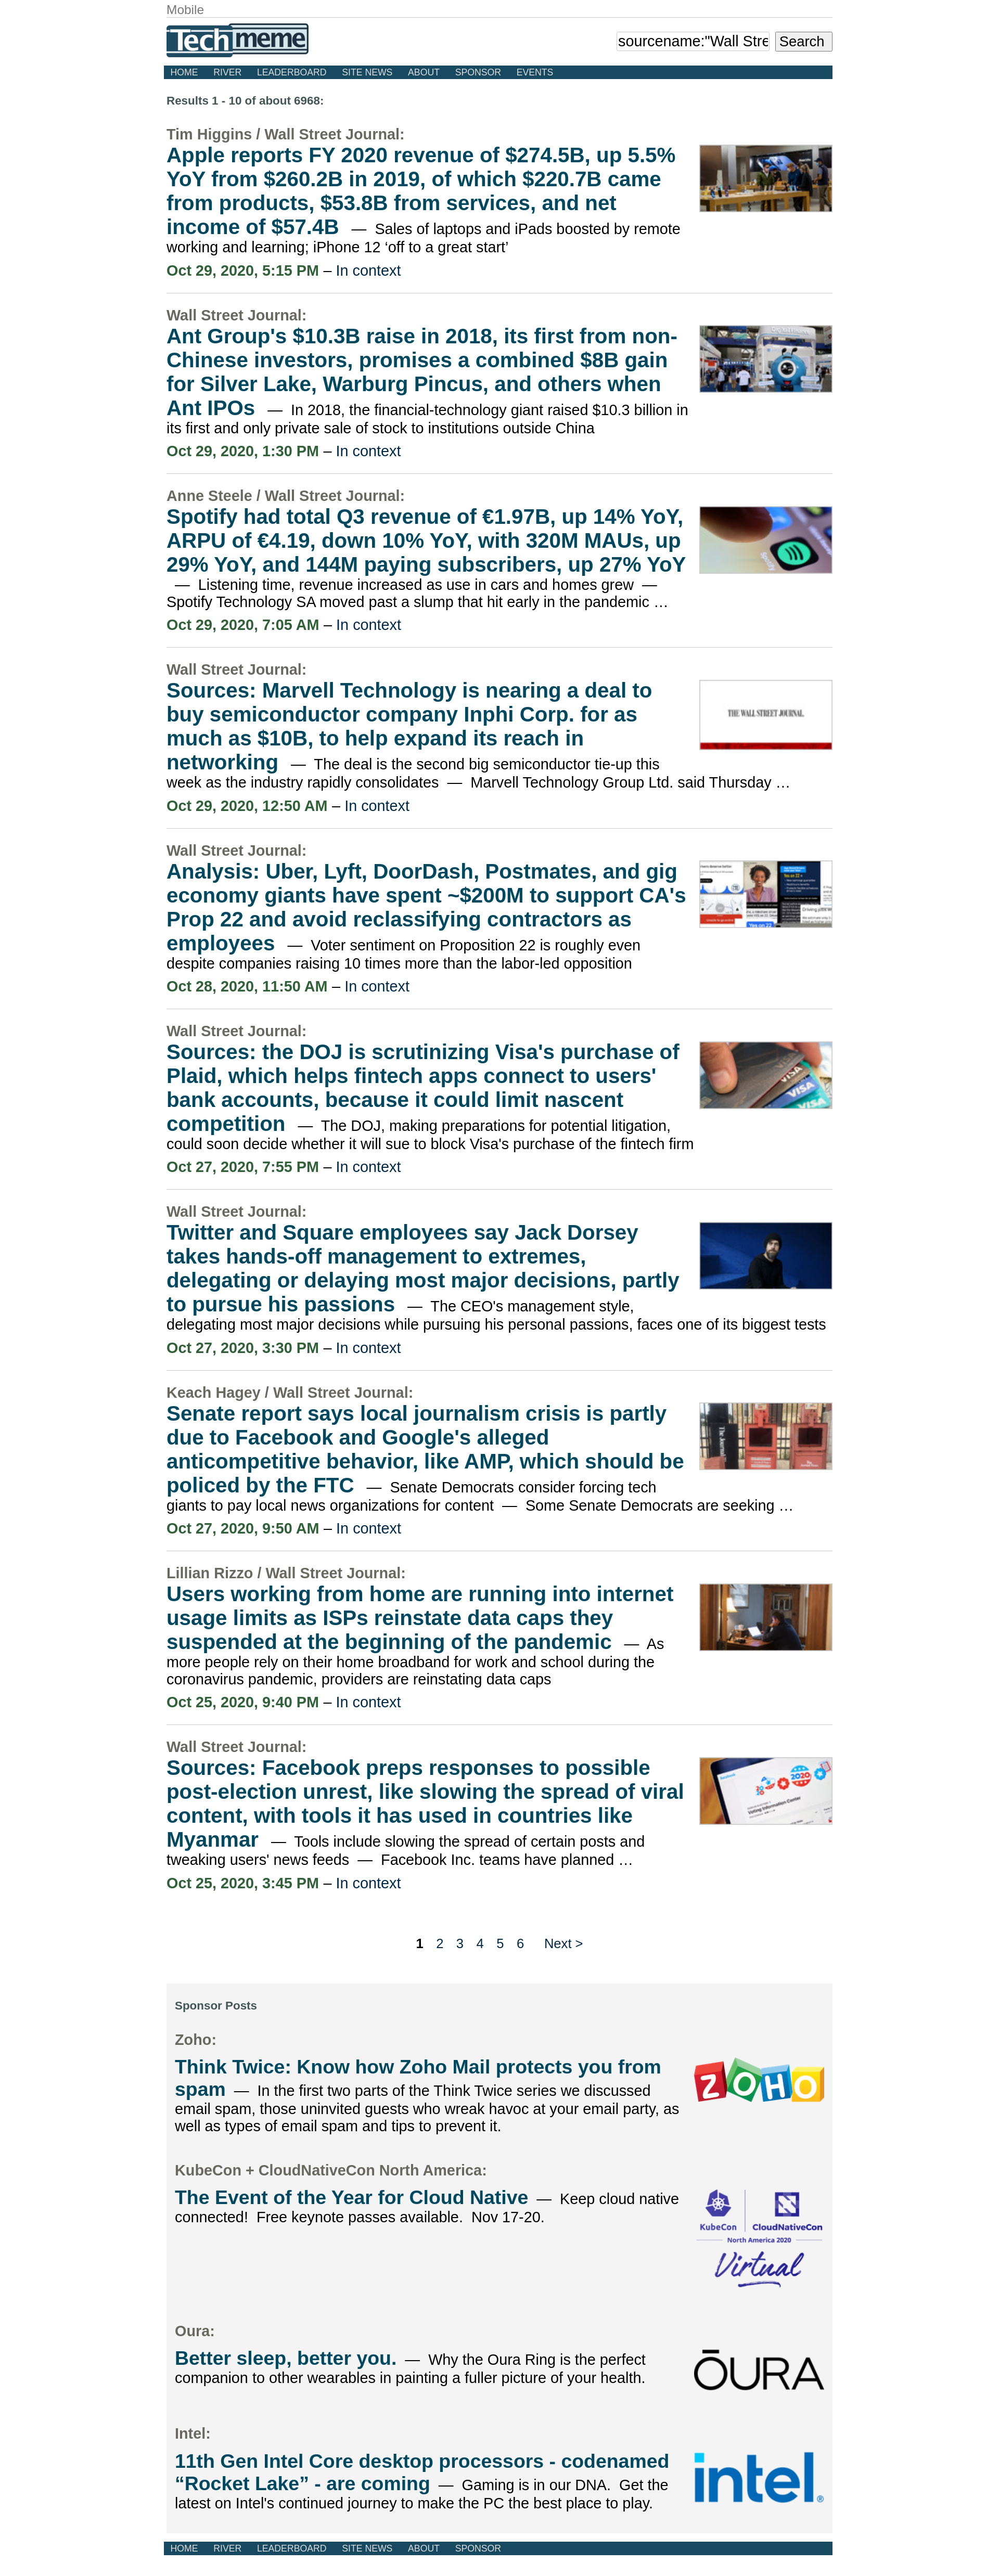 Mobile
Techmeme
sourcename:"Wall Stre
Search
HOME RIVER LEADERBOARD SITE NEWS ABOUT SPONSOR EVENTS
Results 1 - 10 of about 6968:
Tim Higgins / Wall Street Journal:
Apple reports FY 2020 revenue of $274.5B, up 5.5%
YoY from $260.2B in 2019, of which $220.7B came
from products, $53.8B from services, and net
income of $57.4B — Sales of laptops and iPads boosted by remote
working and learning; iPhone 12 ‘off to a great start’
Oct 29, 2020, 5:15 PM – In context
Wall Street Journal:
Ant Group's $10.3B raise in 2018, its first from non-
Chinese investors, promises a combined $8B gain
for Silver Lake, Warburg Pincus, and others when
Ant IPOs — In 2018, the financial-technology giant raised $10.3 billion in
its first and only private sale of stock to institutions outside China
Oct 29, 2020, 1:30 PM – In context
Anne Steele / Wall Street Journal:
Spotify had total Q3 revenue of €1.97B, up 14% YoY,
ARPU of €4.19, down 10% YoY, with 320M MAUs, up
29% YoY, and 144M paying subscribers, up 27% YoY
— Listening time, revenue increased as use in cars and homes grew —
Spotify Technology SA moved past a slump that hit early in the pandemic …
Spotify
Oct 29, 2020, 7:05 AM – In context
Wall Street Journal:
Sources: Marvell Technology is nearing a deal to
buy semiconductor company Inphi Corp. for as
much as $10B, to help expand its reach in
networking — The deal is the second big semiconductor tie-up this
week as the industry rapidly consolidates — Marvell Technology Group Ltd. said Thursday …
THE WALL STREET JOURNAL.
Oct 29, 2020, 12:50 AM – In context
Wall Street Journal:
Analysis: Uber, Lyft, DoorDash, Postmates, and gig
economy giants have spent ~$200M to support CA's
Prop 22 and avoid reclassifying contractors as
employees — Voter sentiment on Proposition 22 is roughly even
despite companies raising 10 times more than the labor-led opposition
Oct 28, 2020, 11:50 AM – In context
Wall Street Journal:
Sources: the DOJ is scrutinizing Visa's purchase of
Plaid, which helps fintech apps connect to users'
bank accounts, because it could limit nascent
competition — The DOJ, making preparations for potential litigation,
could soon decide whether it will sue to block Visa's purchase of the fintech firm
VISA
VISA
Oct 27, 2020, 7:55 PM – In context
Wall Street Journal:
Twitter and Square employees say Jack Dorsey
takes hands-off management to extremes,
delegating or delaying most major decisions, partly
to pursue his passions — The CEO's management style,
delegating most major decisions while pursuing his personal passions, faces one of its biggest tests
Oct 27, 2020, 3:30 PM – In context
Keach Hagey / Wall Street Journal:
Senate report says local journalism crisis is partly
due to Facebook and Google's alleged
anticompetitive behavior, like AMP, which should be
policed by the FTC — Senate Democrats consider forcing tech
giants to pay local news organizations for content — Some Senate Democrats are seeking …
Oct 27, 2020, 9:50 AM – In context
Lillian Rizzo / Wall Street Journal:
Users working from home are running into internet
usage limits as ISPs reinstate data caps they
suspended at the beginning of the pandemic — As
more people rely on their home broadband for work and school during the
coronavirus pandemic, providers are reinstating data caps
Oct 25, 2020, 9:40 PM – In context
Wall Street Journal:
Sources: Facebook preps responses to possible
post-election unrest, like slowing the spread of viral
content, with tools it has used in countries like
Myanmar — Tools include slowing the spread of certain posts and
tweaking users' news feeds — Facebook Inc. teams have planned …
2020
Voting Information Center
Oct 25, 2020, 3:45 PM – In context
1 2 3 4 5 6 Next >
Sponsor Posts
Zoho:
Think Twice: Know how Zoho Mail protects you from
spam — In the first two parts of the Think Twice series we discussed
email spam, those uninvited guests who wreak havoc at your email party, as
well as types of email spam and tips to prevent it.
ZOHO
KubeCon + CloudNativeCon North America:
The Event of the Year for Cloud Native — Keep cloud native
connected! Free keynote passes available. Nov 17-20.
KubeCon CloudNativeCon
North America 2020
Virtual
Oura:
Better sleep, better you. — Why the Oura Ring is the perfect
companion to other wearables in painting a fuller picture of your health.
ŌURA
Intel:
11th Gen Intel Core desktop processors - codenamed
“Rocket Lake” - are coming — Gaming is in our DNA. Get the
latest on Intel's continued journey to make the PC the best place to play.
intel®
HOME RIVER LEADERBOARD SITE NEWS ABOUT SPONSOR